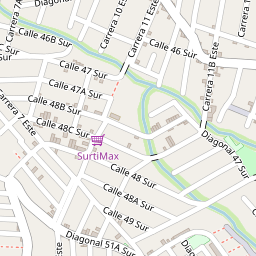 Diagonal
Carrera 7A
Calle 46B Sur
Carrera 10 Este
Carrera 11 Este
Calle 46 Sur
Carrera 11B Este
Calle 47 Sur
Calle 47A Sur
Calle 48B Sur
Carrera 7 Este
Calle 48C Sur
SurtiMax
Diagonal 47 Sur
Calle 48 Sur
Calle 48A Sur
Calle 49 Sur
Diagonal 51A Sur